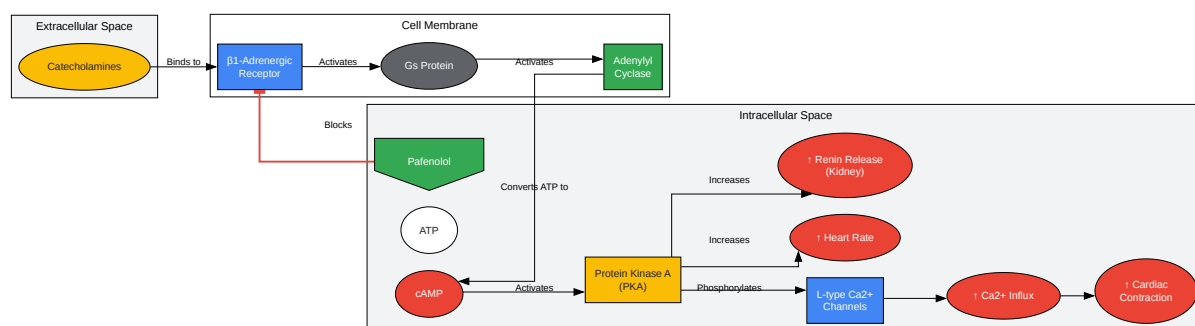 Extracellular Space
Catecholamines
Binds to
Cell Membrane
β1-Adrenergic
Receptor
Activates
Gs Protein
Activates
Adenylyl
Cyclase
Blocks
Intracellular Space
Pafenolol
Converts ATP to
ATP
cAMP
Activates
Protein Kinase A
(PKA)
Increases
↑ Renin Release
(Kidney)
Increases
↑ Heart Rate
Phosphorylates
L-type Ca2+
Channels
↑ Ca2+ Influx
↑ Cardiac
Contraction